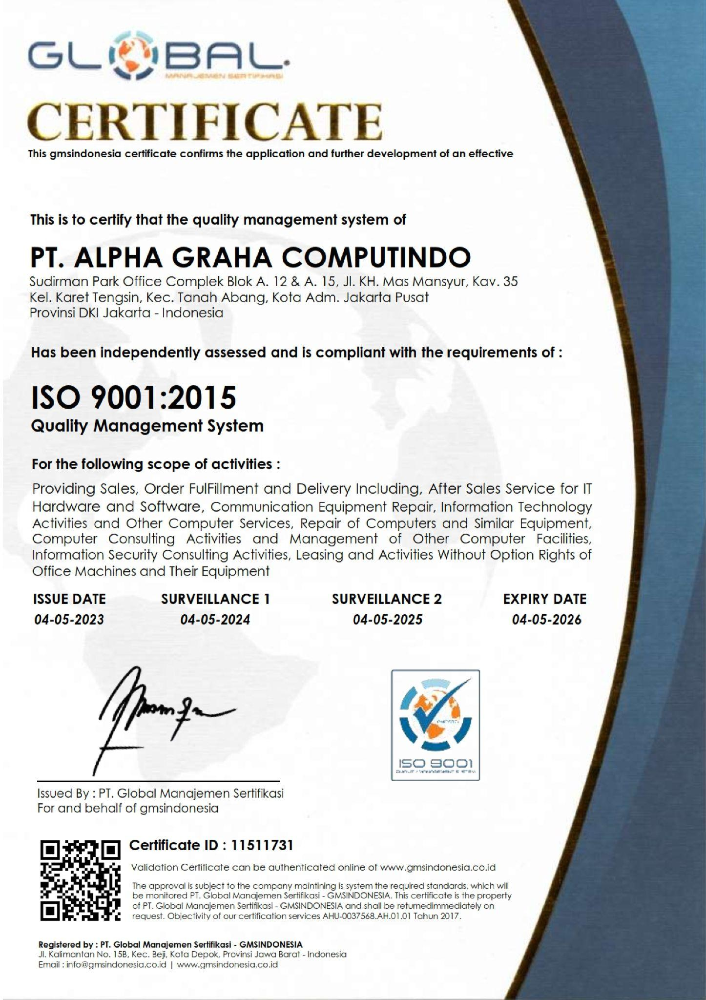 GLOBAL.
MANAJEMEN SERTIFIKASI
CERTIFICATE
This gmsindonesia certificate confirms the application and further development of an effective
This is to certify that the quality management system of
PT. ALPHA GRAHA COMPUTINDO
Sudirman Park Office Complek Blok A. 12 & A. 15, Jl. KH. Mas Mansyur, Kav. 35
Kel. Karet Tengsin, Kec. Tanah Abang, Kota Adm. Jakarta Pusat
Provinsi DKI Jakarta - Indonesia
Has been independently assessed and is compliant with the requirements of :
ISO 9001:2015
Quality Management System
For the following scope of activities :
Providing Sales, Order FulFillment and Delivery Including, After Sales Service for IT
Hardware and Software, Communication Equipment Repair, Information Technology
Activities and Other Computer Services, Repair of Computers and Similar Equipment,
Computer Consulting Activities and Management of Other Computer Facilities,
Information Security Consulting Activities, Leasing and Activities Without Option Rights of
Office Machines and Their Equipment
ISSUE DATE SURVEILLANCE 1 SURVEILLANCE 2 EXPIRY DATE
04-05-2023 04-05-2024 04-05-2025 04-05-2026
ISO 9001
Issued By : PT. Global Manajemen Sertifikasi
For and behalf of gmsindonesia
Certificate ID : 11511731
Validation Certificate can be authenticated online of www.gmsindonesia.co.id
The approval is subject to the company maintining is system the required standards, which will
be monitored PT. Global Manajemen Sertifikasi - GMSINDONESIA. This certificate is the property
of PT. Global Manajemen Sertifikasi - GMSINDONESIA and shall be returnedimmediately on
request. Objectivity of our certification services AHU-0037568.AH.01.01 Tahun 2017.
Registered by : PT. Global Manajemen Sertifikasi - GMSINDONESIA
Jl. Kalimantan No. 15B, Kec. Beji, Kota Depok, Provinsi Jawa Barat - Indonesia
Email : info@gmsindonesia.co.id | www.gmsindonesia.co.id